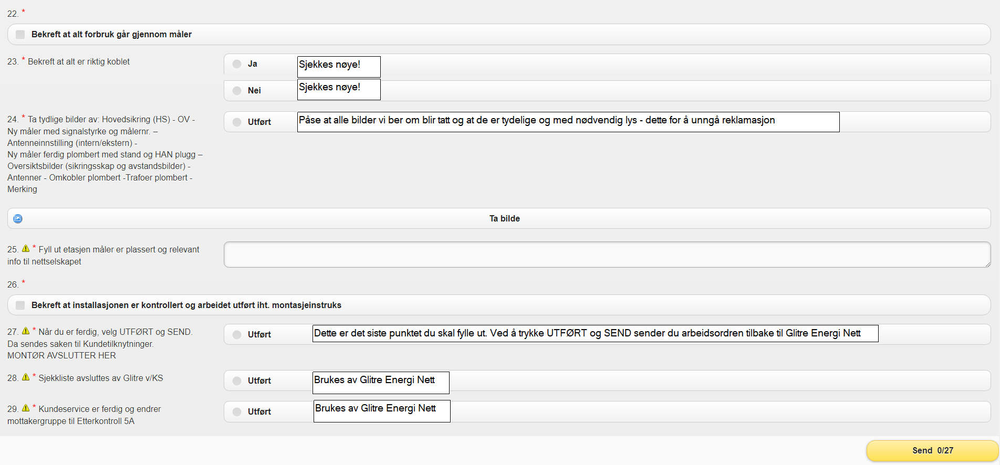 22. *
Bekreft at alt forbruk går gjennom måler
23. * Bekreft at alt er riktig koblet
Ja
Sjekkes nøye!
Nei
Sjekkes nøye!
24. * Ta tydlige bilder av: Hovedsikring (HS) - OV -
Ny måler med signalstyrke og målernr. –
Antenneinnstilling (intern/ekstern) -
Ny måler ferdig plombert med stand og HAN plugg –
Oversiktsbilder (sikringsskap og avstandsbilder) -
Antenner - Omkobler plombert -Trafoer plombert -
Merking
Utført
Påse at alle bilder vi ber om blir tatt og at de er tydelige og med nødvendig lys - dette for å unngå reklamasjon
Ta bilde
25. * Fyll ut etasjen måler er plassert og relevant
info til nettselskapet
26. *
Bekreft at installasjonen er kontrollert og arbeidet utført iht. montasjeinstruks
27. * Når du er ferdig, velg UTFØRT og SEND.
Da sendes saken til Kundetilknytninger.
MONTØR AVSLUTTER HER
Utført
Dette er det siste punktet du skal fylle ut. Ved å trykke UTFØRT og SEND sender du arbeidsordren tilbake til Glitre Energi Nett
28. * Sjekkliste avsluttes av Glitre v/KS
Utført
Brukes av Glitre Energi Nett
29. * Kundeservice er ferdig og endrer
mottakergruppe til Etterkontroll 5A
Utført
Brukes av Glitre Energi Nett
Send 0/27